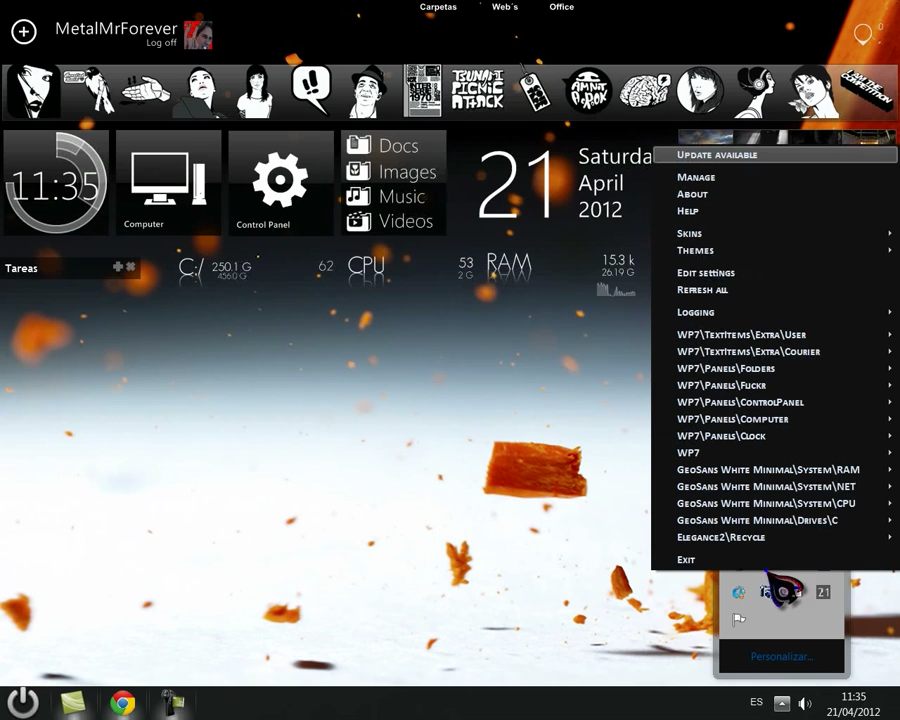 Carpetas
Web´s
Office
MetalMrForever
Log off
0
!!
TSUNAMI
PICNIC
ATTACK
I AM THE
COMPETITION
11:35
Computer
Control Panel
Docs
Images
Music
Videos
21
Saturda
April
2012
Tareas
C:/
250.1 G
456.0 G
62
CPU
53
2 G
RAM
15.3 k
26.19 G
Update available
Manage
About
Help
Skins
Themes
Edit settings
Refresh all
Logging
WP7\TextItems\Extra\User
WP7\TextItems\Extra\Courier
WP7\Panels\Folders
WP7\Panels\Flickr
WP7\Panels\ControlPanel
WP7\Panels\Computer
WP7\Panels\Clock
WP7
GeoSans White Minimal\System\RAM
GeoSans White Minimal\System\NET
GeoSans White Minimal\System\CPU
GeoSans White Minimal\Drives\C
Elegance2\Recycle
Exit
21
Personalizar...
ES
11:35
21/04/2012